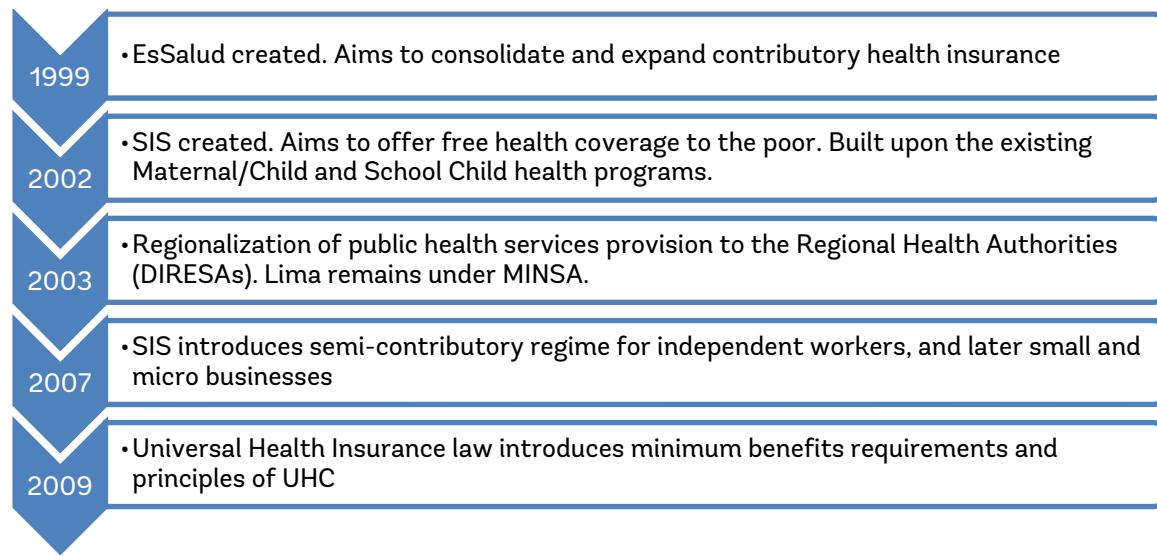 1999
•EsSalud created. Aims to consolidate and expand contributory health insurance
2002
•SIS created. Aims to offer free health coverage to the poor. Built upon the existing
Maternal/Child and School Child health programs.
2003
•Regionalization of public health services provision to the Regional Health Authorities
(DIRESAs). Lima remains under MINSA.
2007
•SIS introduces semi-contributory regime for independent workers, and later small and
micro businesses
2009
•Universal Health Insurance law introduces minimum benefits requirements and
principles of UHC